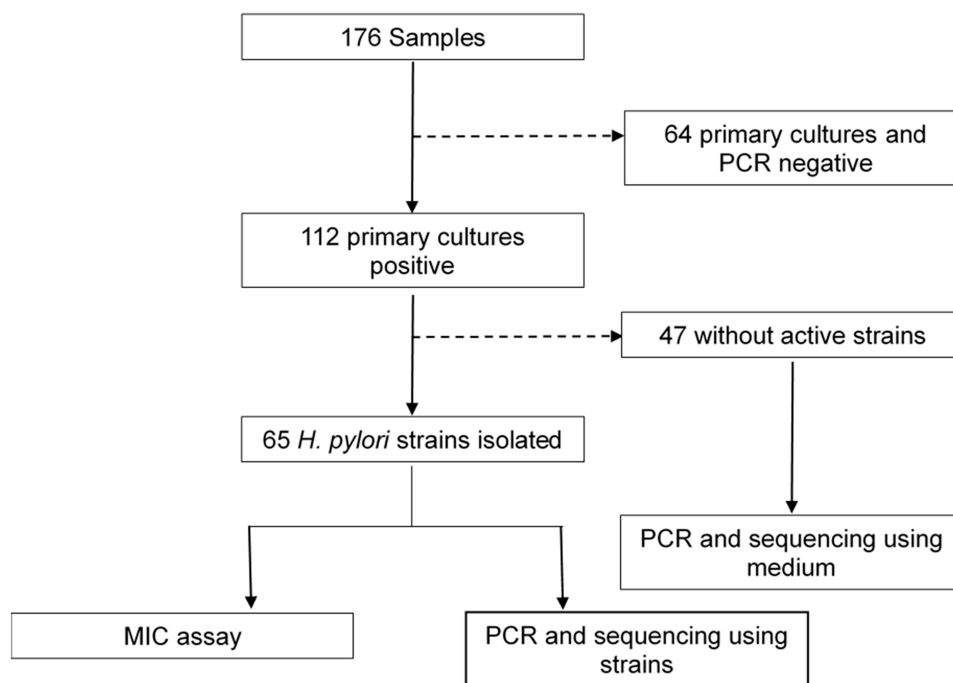 176 Samples
64 primary cultures and
PCR negative
112 primary cultures
positive
47 without active strains
65 H. pylori strains isolated
PCR and sequencing using
medium
MIC assay
PCR and sequencing using
strains